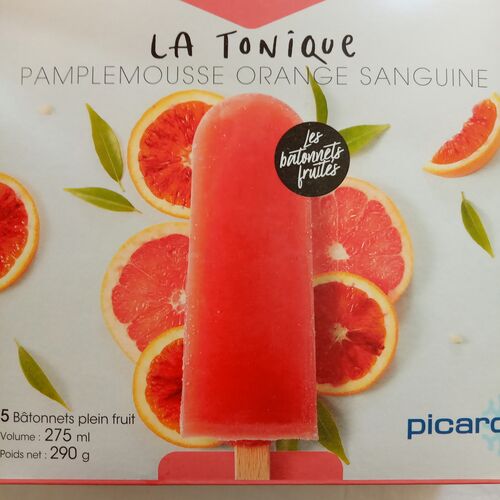 LA TONIQUE
PAMPLEMOUSSE ORANGE SANGUINE
Les
bâtonnets
fruités
5 Bâtonnets plein fruit
Volume : 275 ml
Poids net : 290 g
picard